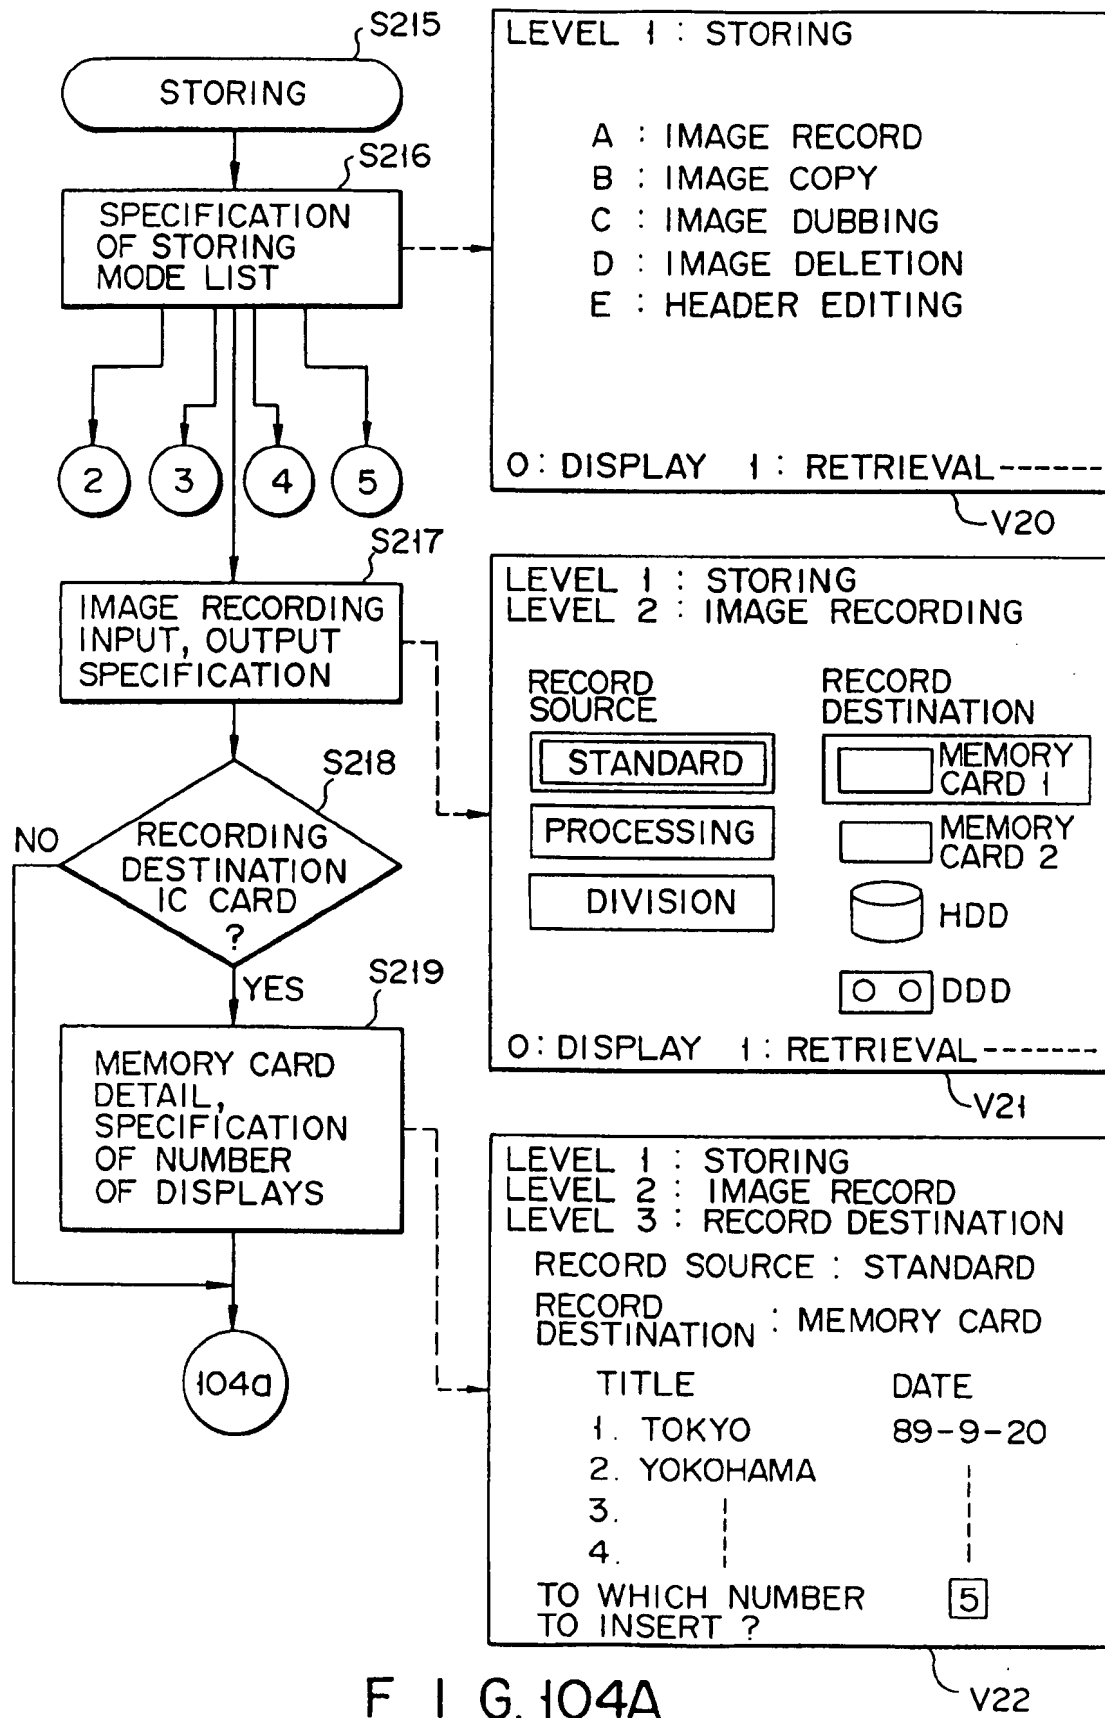 S215
STORING
S216
SPECIFICATION
OF STORING
MODE LIST
2
3
4
5
S217
IMAGE RECORDING
INPUT, OUTPUT
SPECIFICATION
S218
NO
RECORDING
DESTINATION
IC CARD
?
YES
S219
MEMORY CARD
DETAIL,
SPECIFICATION
OF NUMBER
OF DISPLAYS
104a
LEVEL 1 : STORING
A : IMAGE RECORD
B : IMAGE COPY
C : IMAGE DUBBING
D : IMAGE DELETION
E : HEADER EDITING
0 : DISPLAY 1 : RETRIEVAL ------
V20
LEVEL 1 : STORING
LEVEL 2 : IMAGE RECORDING
RECORD
SOURCE
STANDARD
PROCESSING
DIVISION
RECORD
DESTINATION
MEMORY
CARD 1
MEMORY
CARD 2
HDD
DDD
0 : DISPLAY 1 : RETRIEVAL -------
V21
LEVEL 1 : STORING
LEVEL 2 : IMAGE RECORD
LEVEL 3 : RECORD DESTINATION
RECORD SOURCE : STANDARD
RECORD
DESTINATION : MEMORY CARD
TITLE DATE
1. TOKYO 89-9-20
2. YOKOHAMA
3.
4.
TO WHICH NUMBER 5
TO INSERT ?
V22
FIG. 104A